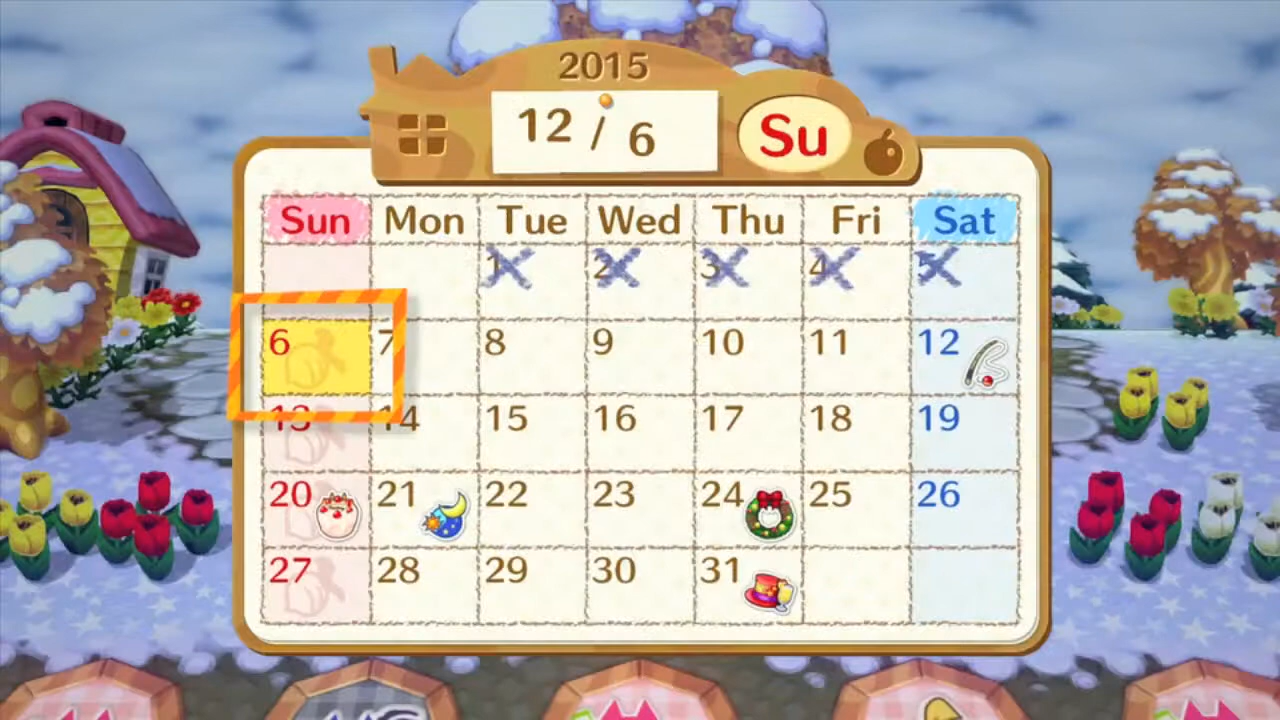 2015
12 / 6 Su
Sun Mon Tue Wed Thu Fri Sat
1 2 3 4 5
6 7 8 9 10 11 12
13 14 15 16 17 18 19
20 21 22 23 24 25 26
27 28 29 30 31